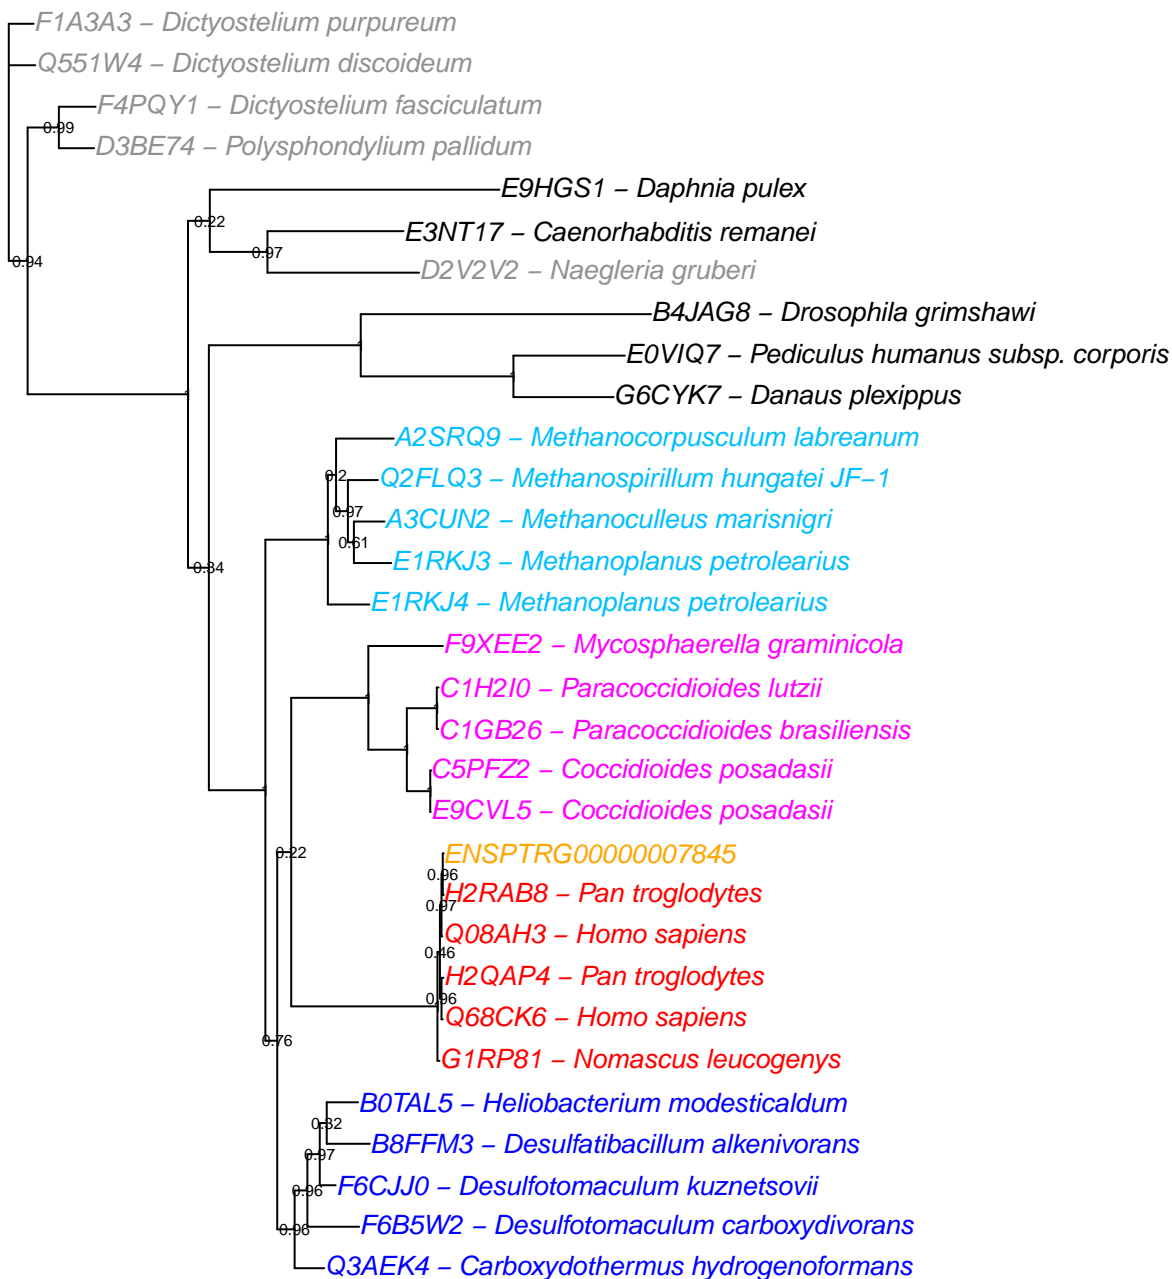 F1A3A3 − Dictyostelium purpureum
Q551W4 − Dictyostelium discoideum
F4PQY1 − Dictyostelium fasciculatum
0.99
D3BE74 − Polysphondylium pallidum
E9HGS1 − Daphnia pulex
0.22
E3NT17 − Caenorhabditis remanei
0.97
0.94
D2V2V2 − Naegleria gruberi
B4JAG8 − Drosophila grimshawi
E0VIQ7 − Pediculus humanus subsp. corporis
G6CYK7 − Danaus plexippus
A2SRQ9 − Methanocorpusculum labreanum
0.2
Q2FLQ3 − Methanospirillum hungatei JF−1
0.97
A3CUN2 − Methanoculleus marisnigri
0.61
E1RKJ3 − Methanoplanus petrolearius
0.34
E1RKJ4 − Methanoplanus petrolearius
F9XEE2 − Mycosphaerella graminicola
C1H2I0 − Paracoccidioides lutzii
C1GB26 − Paracoccidioides brasiliensis
C5PFZ2 − Coccidioides posadasii
E9CVL5 − Coccidioides posadasii
0.22
ENSPTRG00000007845
0.96
H2RAB8 − Pan troglodytes
0.97
Q08AH3 − Homo sapiens
0.46
H2QAP4 − Pan troglodytes
0.96
Q68CK6 − Homo sapiens
0.76
G1RP81 − Nomascus leucogenys
B0TAL5 − Heliobacterium modesticaldum
0.32
B8FFM3 − Desulfatibacillum alkenivorans
0.97
F6CJJ0 − Desulfotomaculum kuznetsovii
0.96
F6B5W2 − Desulfotomaculum carboxydivorans
0.96
Q3AEK4 − Carboxydothermus hydrogenoformans